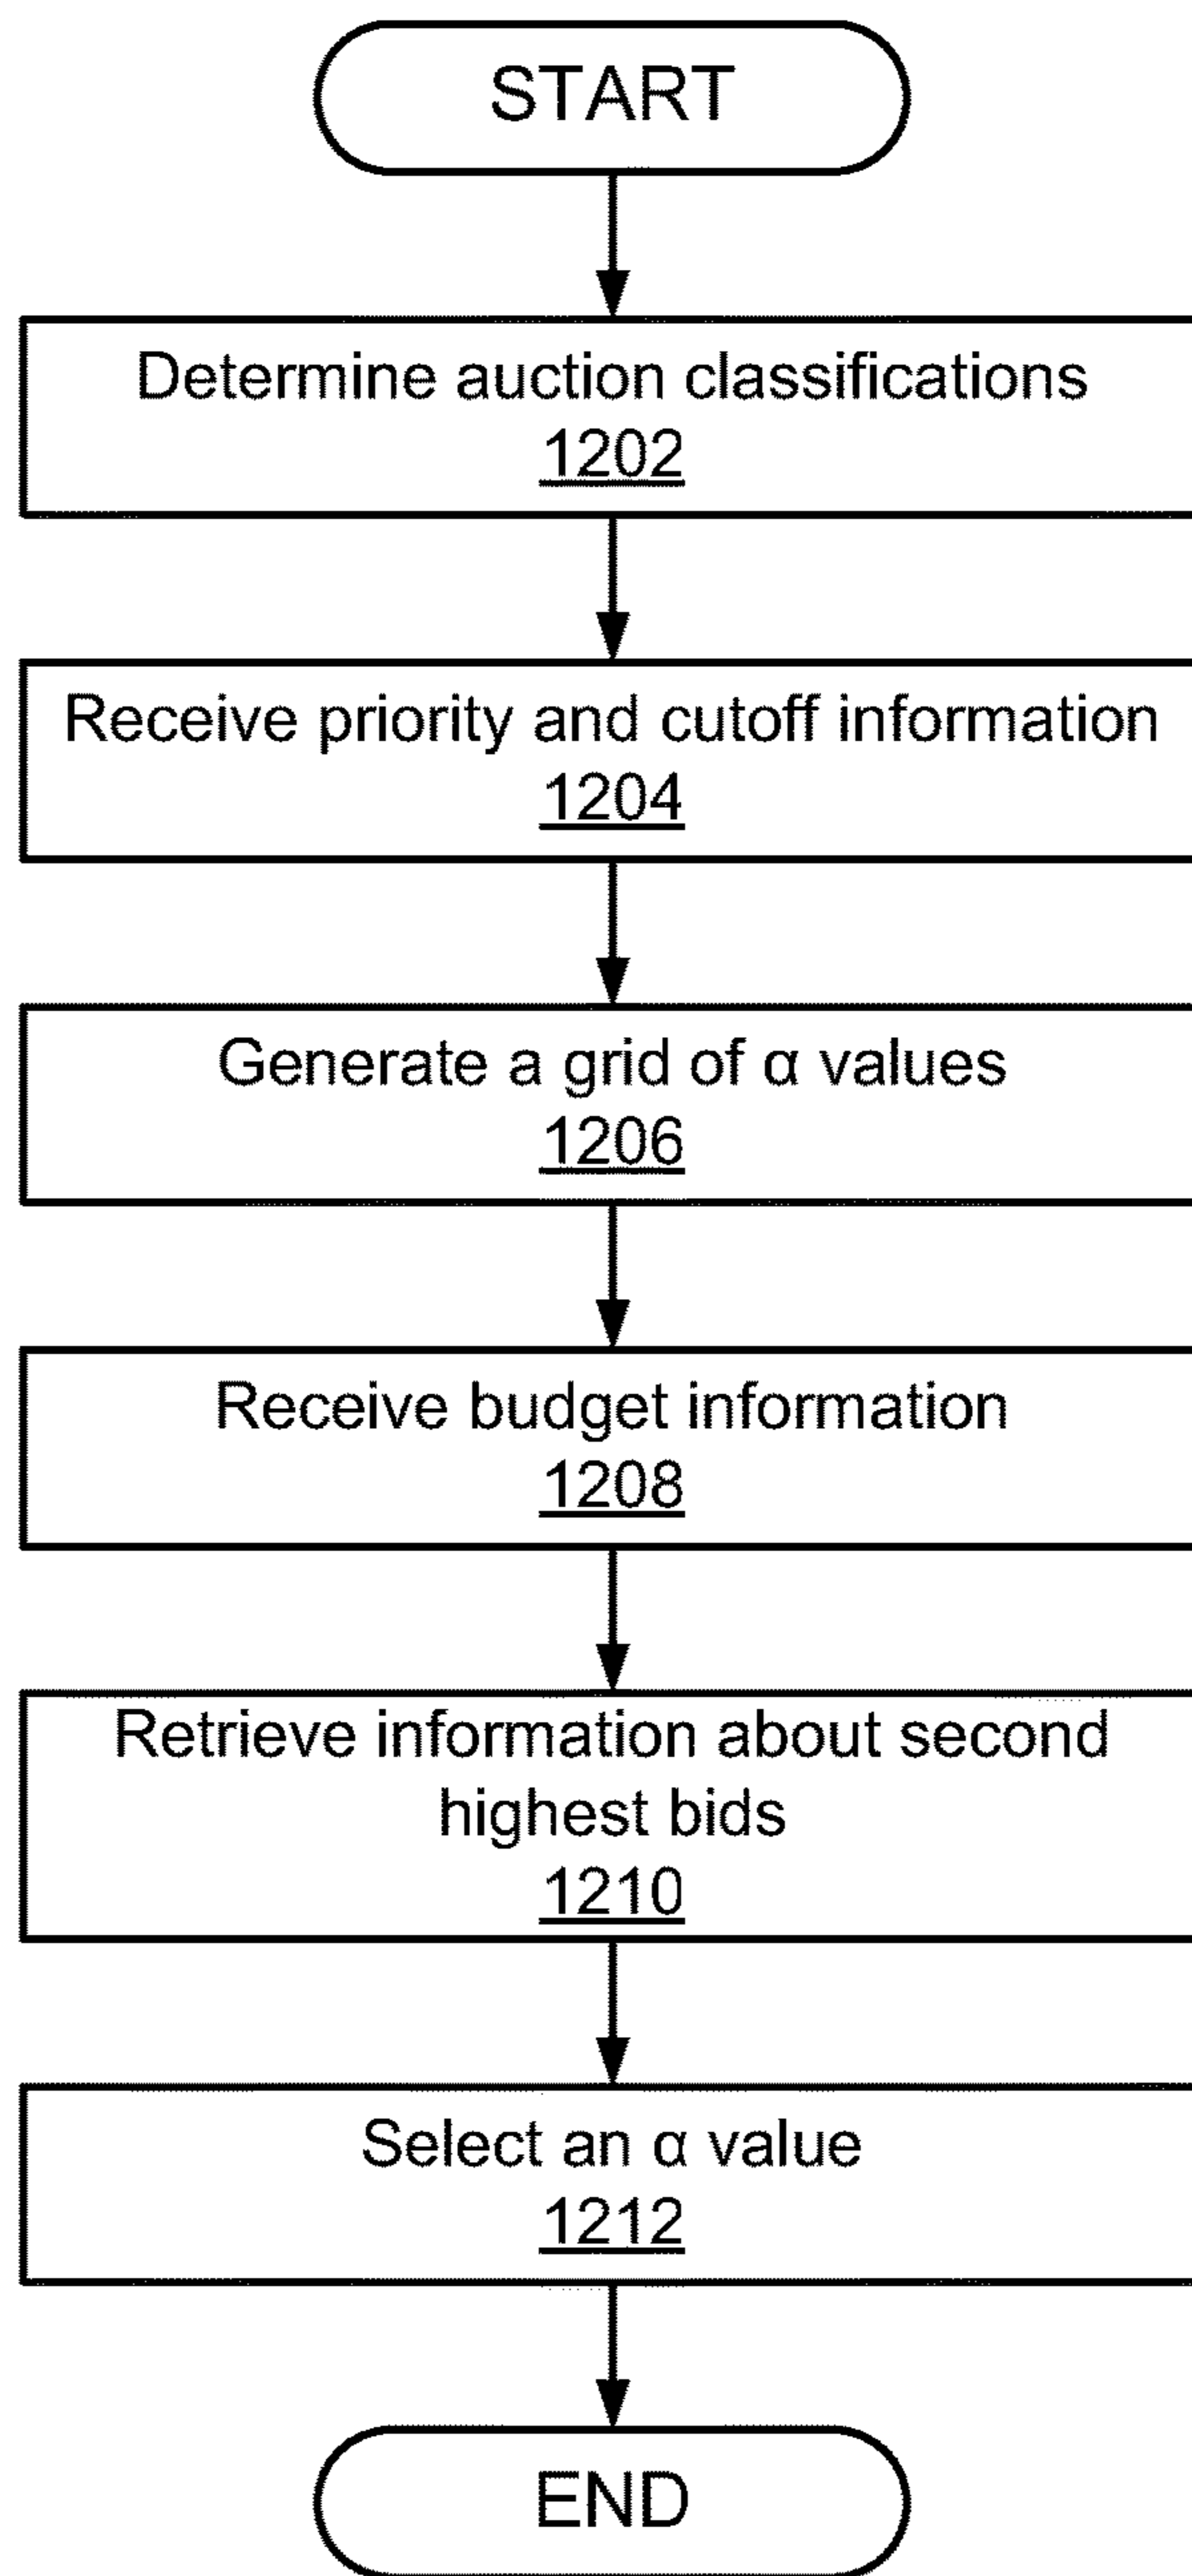 START
Determine auction classifications
1202
Receive priority and cutoff information
1204
Generate a grid of α values
1206
Receive budget information
1208
Retrieve information about second
highest bids
1210
Select an α value
1212
END